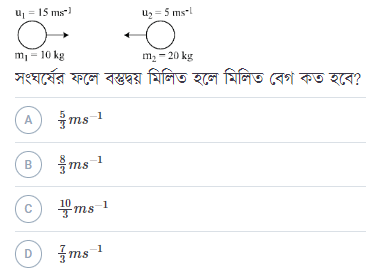 u₁ = 15 ms⁻¹ u₂ = 5 ms⁻¹
m₁ = 10 kg m₂ = 20 kg
সংঘর্ষের ফলে বস্তুদ্বয় মিলিত হলে মিলিত বেগ কত হবে?
A 5/3 ms⁻¹
B 8/3 ms⁻¹
C 10/3 ms⁻¹
D 7/3 ms⁻¹